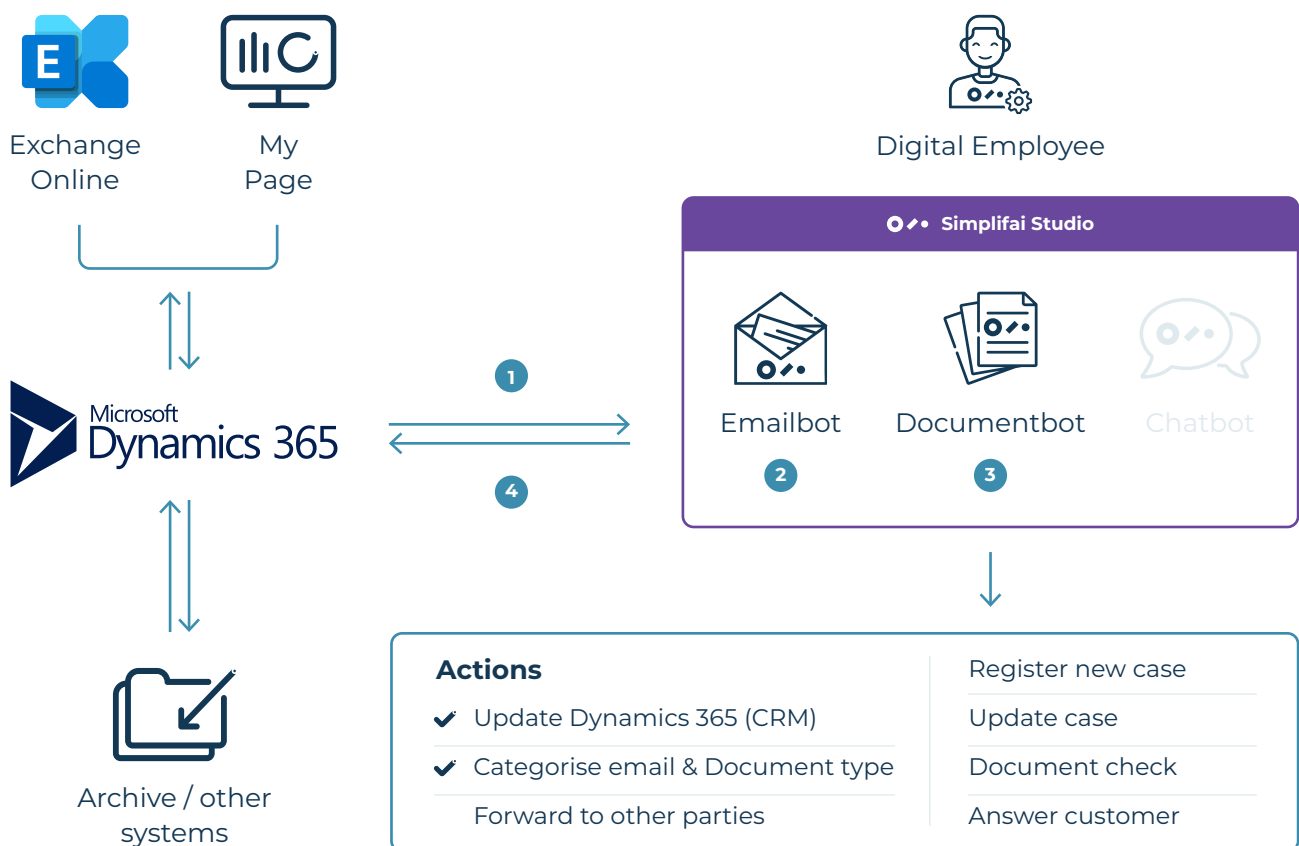 E
Exchange
Online
My
Page
Digital Employee
Simplifai Studio
Emailbot
Documentbot
Chatbot
2
3
1
4
Microsoft
Dynamics 365
Archive / other
systems
Actions
Update Dynamics 365 (CRM)
Categorise email & Document type
Forward to other parties
Register new case
Update case
Document check
Answer customer